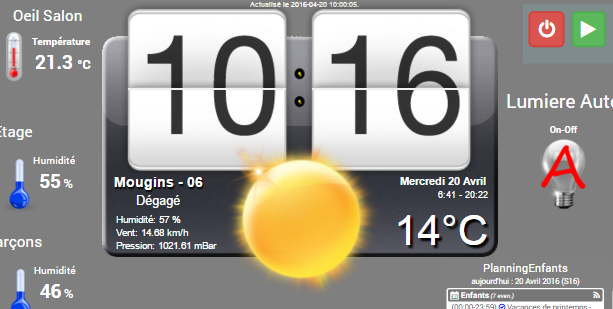 Actualisé le 2016-04-20 10:00:05.
Oeil Salon
Température
21.3 °C
Etage
Humidité
55 %
arçons
Humidité
46 %
10 16
Mougins - 06
Dégagé
Humidité: 57 %
Vent: 14.68 km/h
Pression: 1021.61 mBar
Mercredi 20 Avril
6:41 - 20:22
14°C
Lumiere Auto
On-Off
A
PlanningEnfants
aujourd'hui : 20 Avril 2016 (S16)
Enfants (7 even.)
(00:00-23:59) Vacances de printemps -